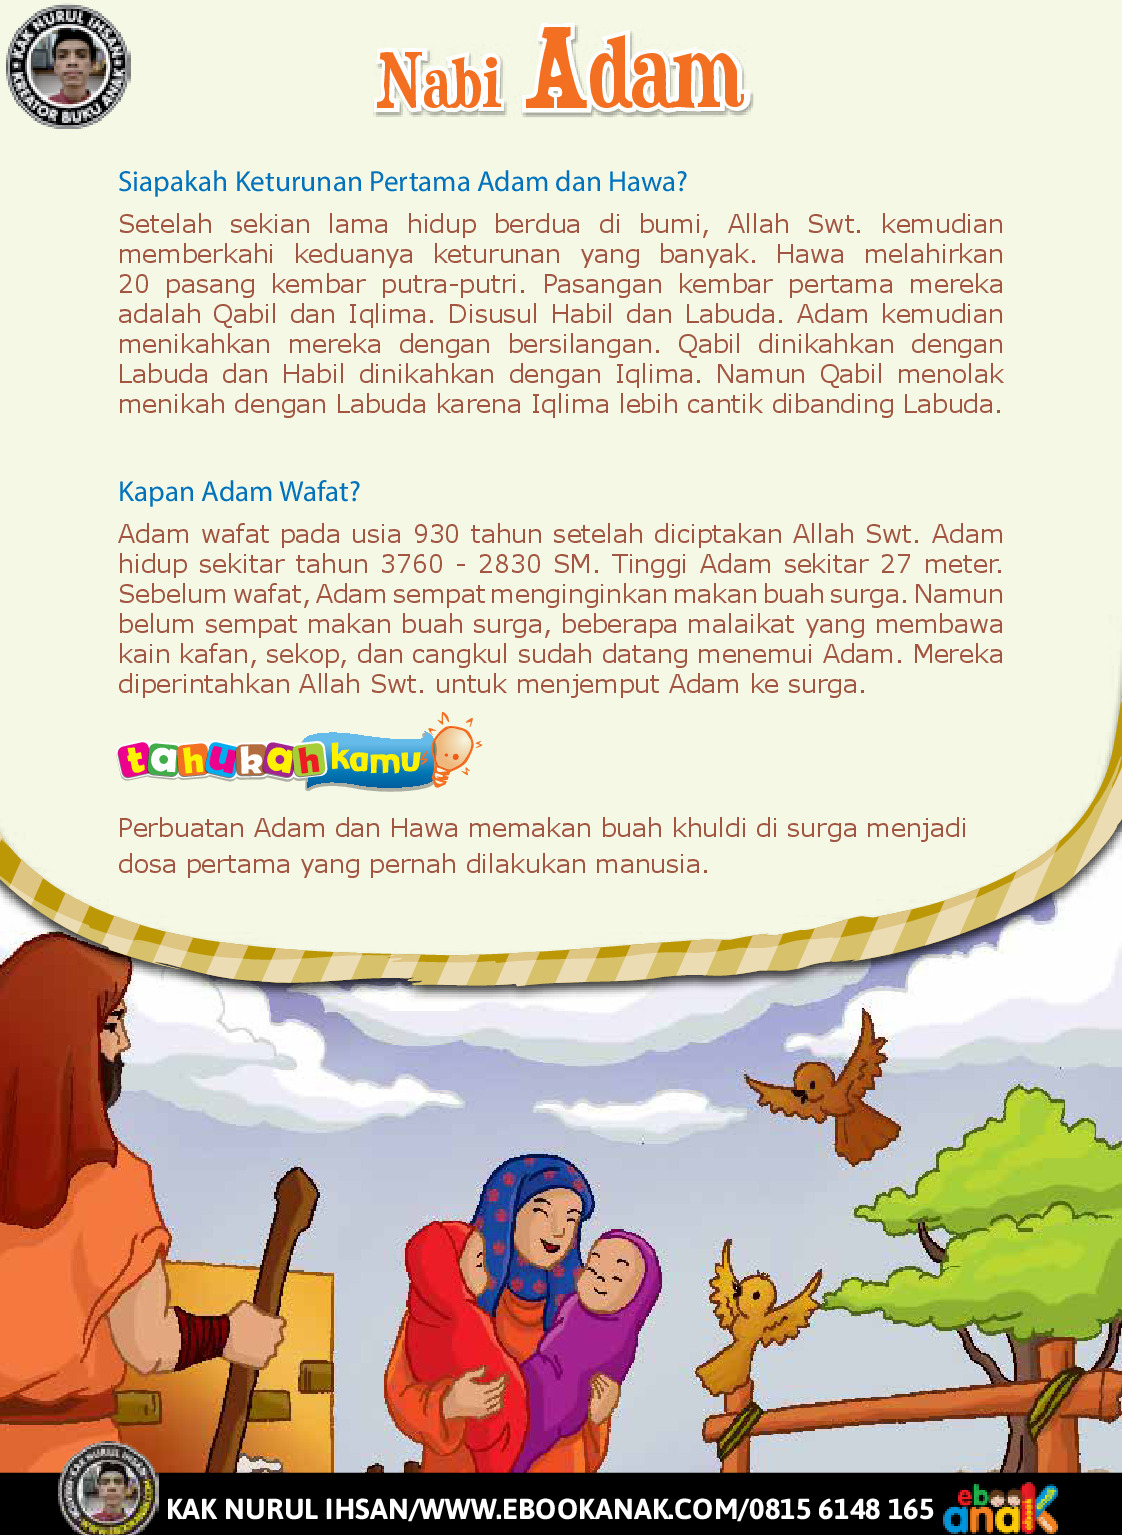 KAK NURUL IHSAN
KREATOR BUKU ANAK
Nabi Adam
Siapakah Keturunan Pertama Adam dan Hawa?
Setelah sekian lama hidup berdua di bumi, Allah Swt. kemudian
memberkahi keduanya keturunan yang banyak. Hawa melahirkan
20 pasang kembar putra-putri. Pasangan kembar pertama mereka
adalah Qabil dan Iqlima. Disusul Habil dan Labuda. Adam kemudian
menikahkan mereka dengan bersilangan. Qabil dinikahkan dengan
Labuda dan Habil dinikahkan dengan Iqlima. Namun Qabil menolak
menikah dengan Labuda karena Iqlima lebih cantik dibanding Labuda.
Kapan Adam Wafat?
Adam wafat pada usia 930 tahun setelah diciptakan Allah Swt. Adam
hidup sekitar tahun 3760 - 2830 SM. Tinggi Adam sekitar 27 meter.
Sebelum wafat, Adam sempat menginginkan makan buah surga. Namun
belum sempat makan buah surga, beberapa malaikat yang membawa
kain kafan, sekop, dan cangkul sudah datang menemui Adam. Mereka
diperintahkan Allah Swt. untuk menjemput Adam ke surga.
tahukah kamu
Perbuatan Adam dan Hawa memakan buah khuldi di surga menjadi
dosa pertama yang pernah dilakukan manusia.
KAK NURUL IHSAN/WWW.EBOOKANAK.COM/0815 6148 165
ebook
anak